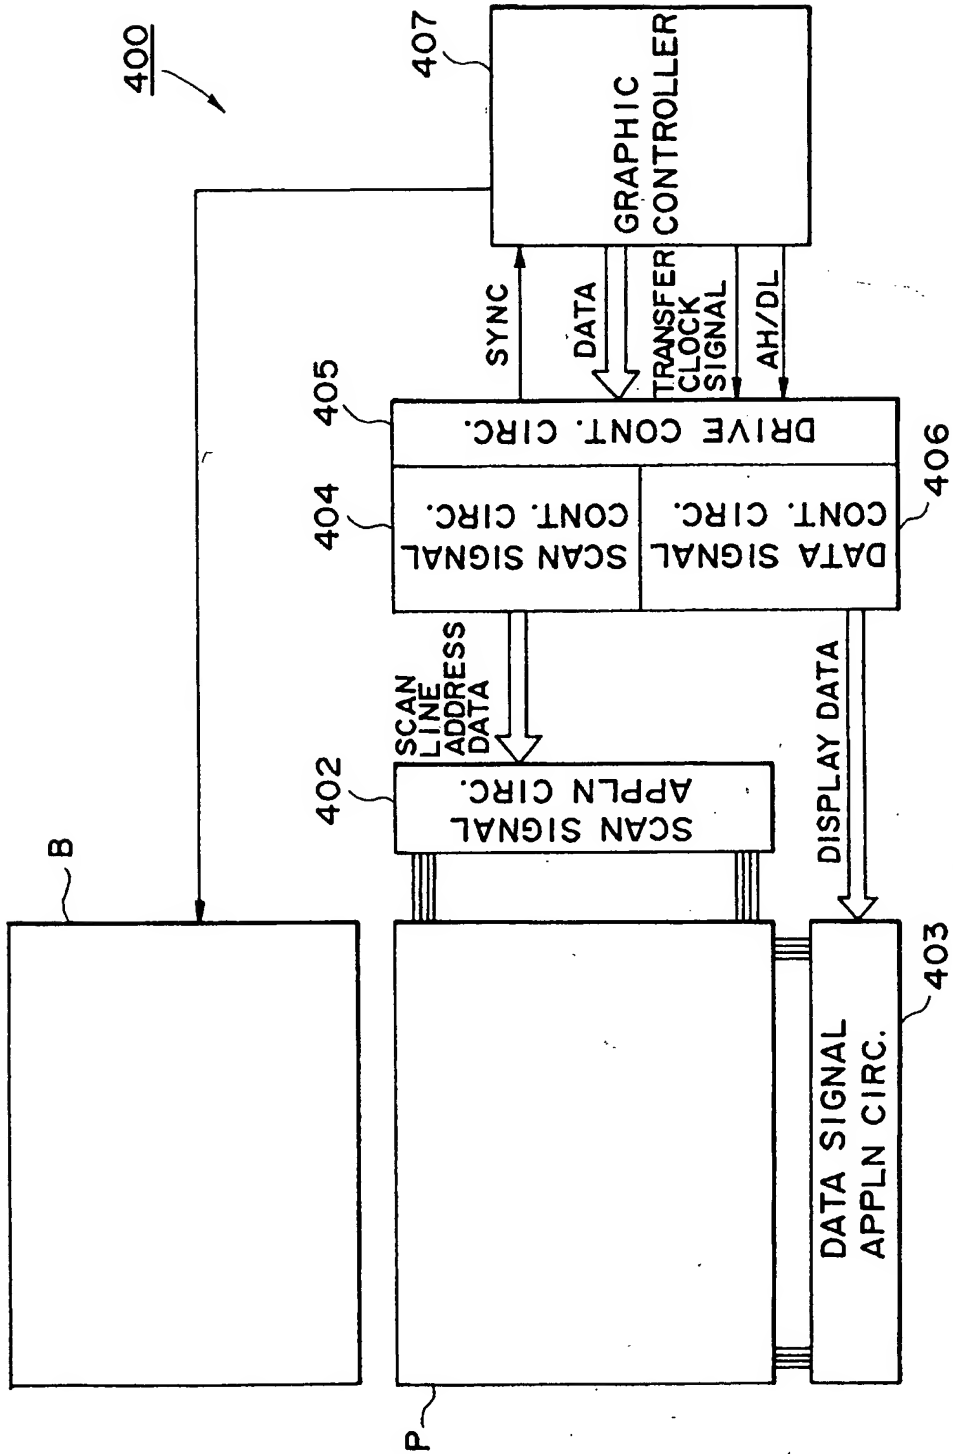 400
407
GRAPHIC
CONTROLLER
SYNC
DATA
TRANSFER
CLOCK
SIGNAL
AH/DL
405
DRIVE CONT. CIRC.
404
SCAN SIGNAL
CONT. CIRC.
DATA SIGNAL
CONT. CIRC.
406
SCAN
LINE
ADDRESS
DATA
402
SCAN SIGNAL
APPLN CIRC.
DISPLAY DATA
B
P
DATA SIGNAL
APPLN CIRC.
403